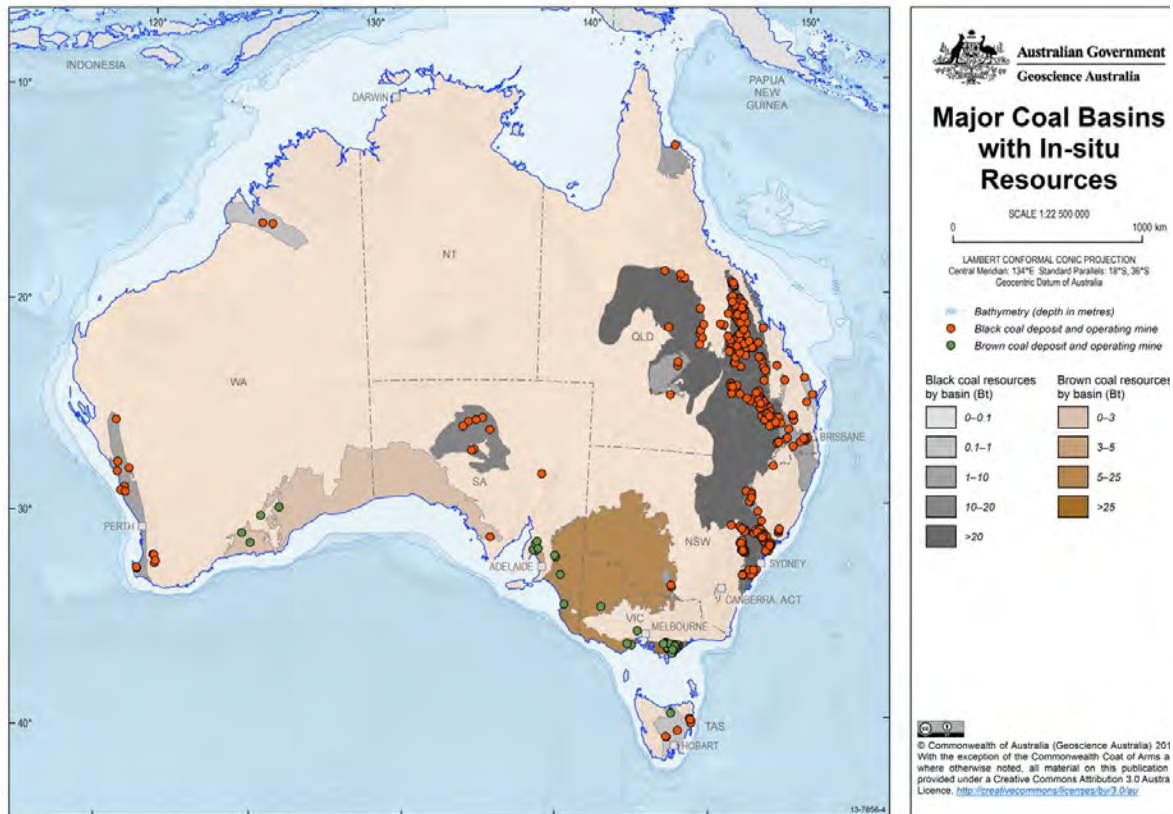 120°
130°
140°
150°
INDONESIA
10°
DARWIN
PAPUA
NEW
GUINEA
NT
20°
QLD
WA
BRISBANE
SA
30°
PERTH
NSW
ADELAIDE
SYDNEY
CANBERRA, ACT
VIC
MELBOURNE
40°
TAS
HOBART
13-7856-4
Australian Government
Geoscience Australia
Major Coal Basins
with In-situ
Resources
SCALE 1:22 500 000
0
1000 km
LAMBERT CONFORMAL CONIC PROJECTION
Central Meridian: 134°E Standard Parallels: 18°S, 36°S
Geocentric Datum of Australia
Bathymetry (depth in metres)
Black coal deposit and operating mine
Brown coal deposit and operating mine
Black coal resources
by basin (Bt)
0–0.1
0.1–1
1–10
10–20
>20
Brown coal resources
by basin (Bt)
0–3
3–5
5–25
>25
© Commonwealth of Australia (Geoscience Australia) 201
With the exception of the Commonwealth Coat of Arms a
where otherwise noted, all material on this publication
provided under a Creative Commons Attribution 3.0 Austra
Licence. http://creativecommons/licenses/by/3.0/au